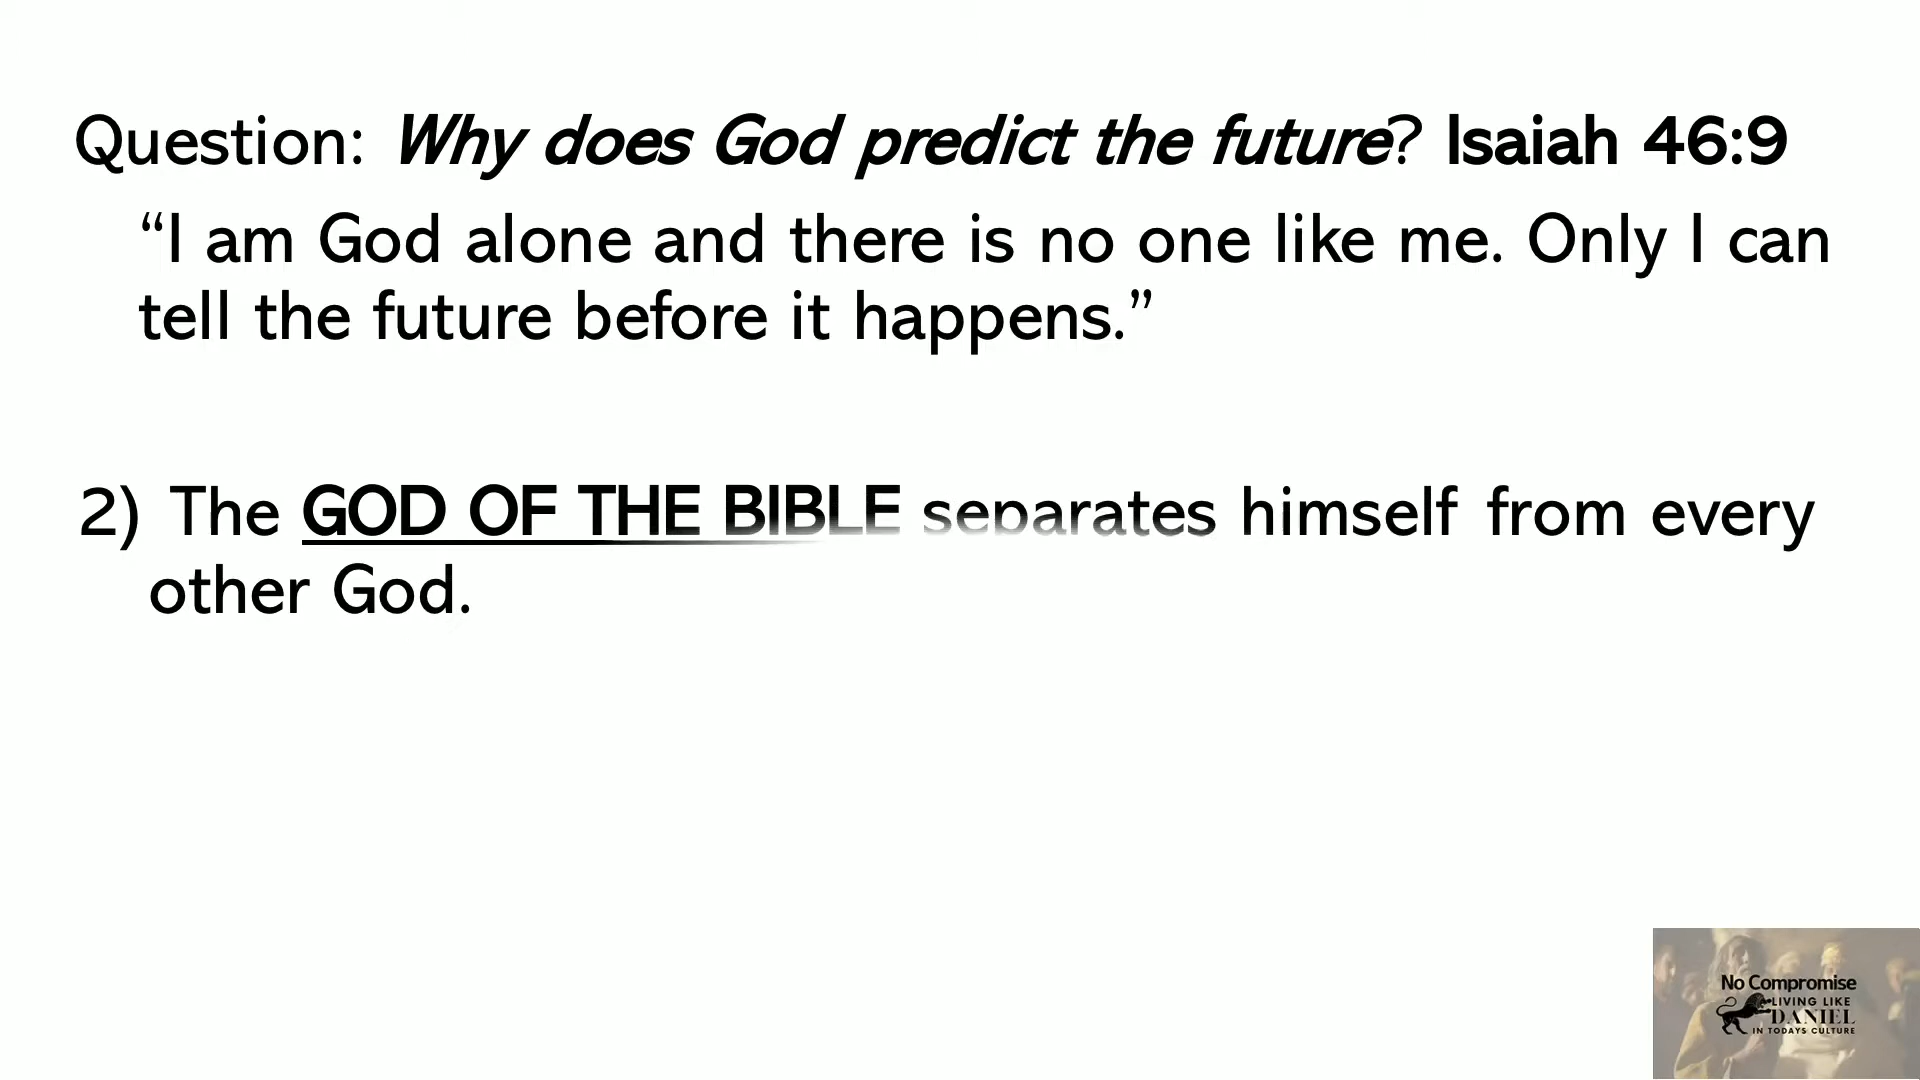 Question: Why does God predict the future? Isaiah 46:9
“I am God alone and there is no one like me. Only I can
tell the future before it happens.”
2) The GOD OF THE BIBLE separates himself from every
other God.
No Compromise
LIVING LIKE
DANIEL
IN TODAYS CULTURE